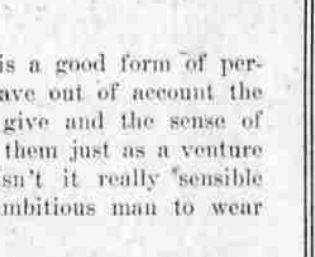 is a good form of per-
ave out of account the
give and the sense of
them just as a venture
sn't it really sensible
mbitious man to wear